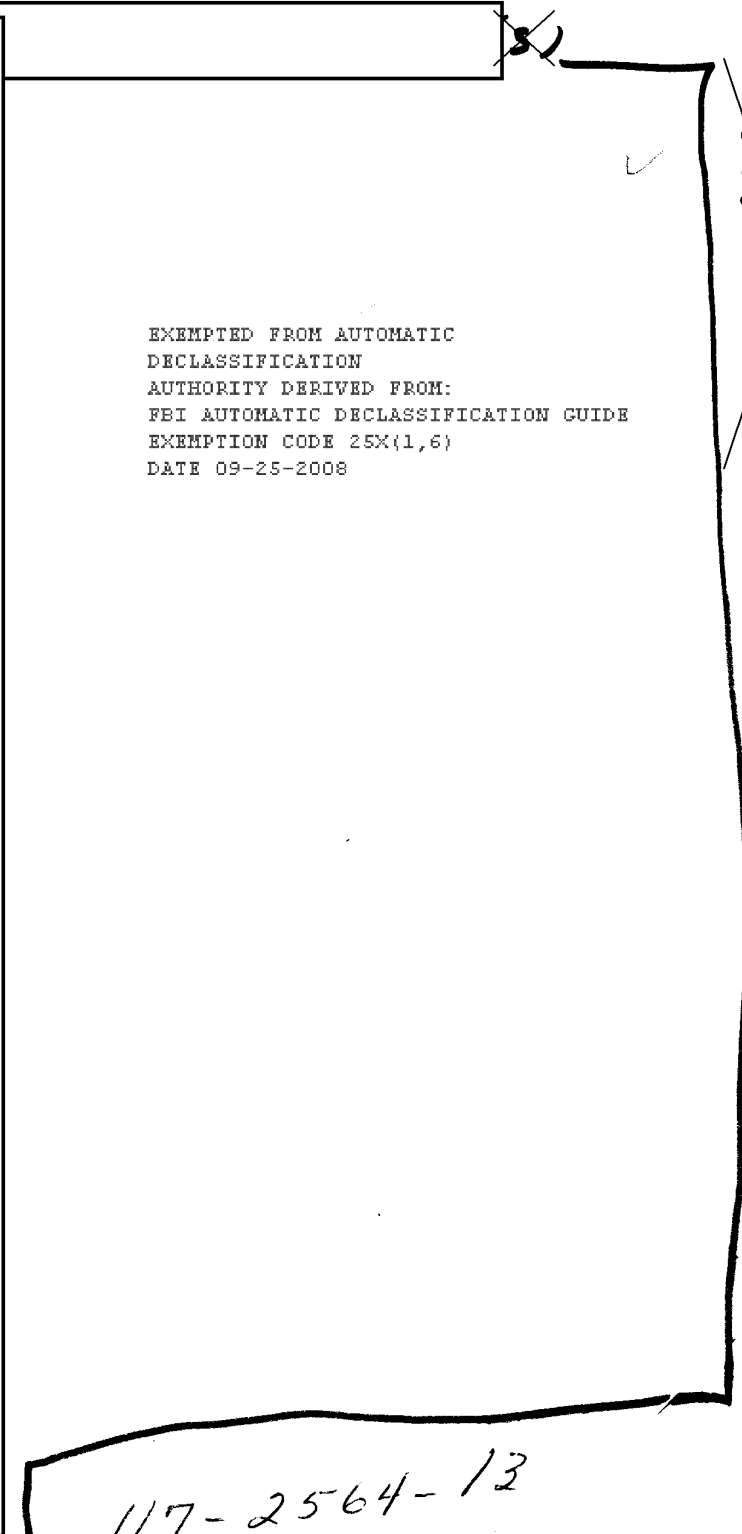 S)
EXEMPTED FROM AUTOMATIC
DECLASSIFICATION
AUTHORITY DERIVED FROM:
FBI AUTOMATIC DECLASSIFICATION GUIDE
EXEMPTION CODE 25X(1,6)
DATE 09-25-2008
117-2564-13